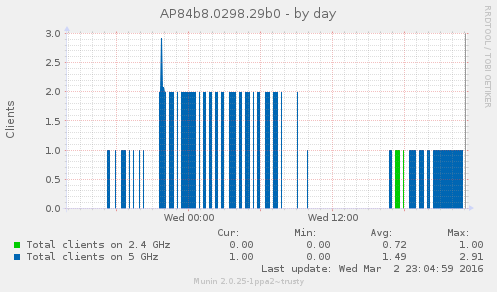 AP84b8.0298.29b0 - by day
RRDTOOL / TOBI OETIKER
Clients
3.0
2.5
2.0
1.5
1.0
0.5
0.0
Wed 00:00 Wed 12:00
Cur: Min: Avg: Max:
Total clients on 2.4 GHz 0.00 0.00 0.72 1.00
Total clients on 5 GHz 1.00 0.00 1.49 2.91
Last update: Wed Mar 2 23:04:59 2016
Munin 2.0.25-1ppa2~trusty